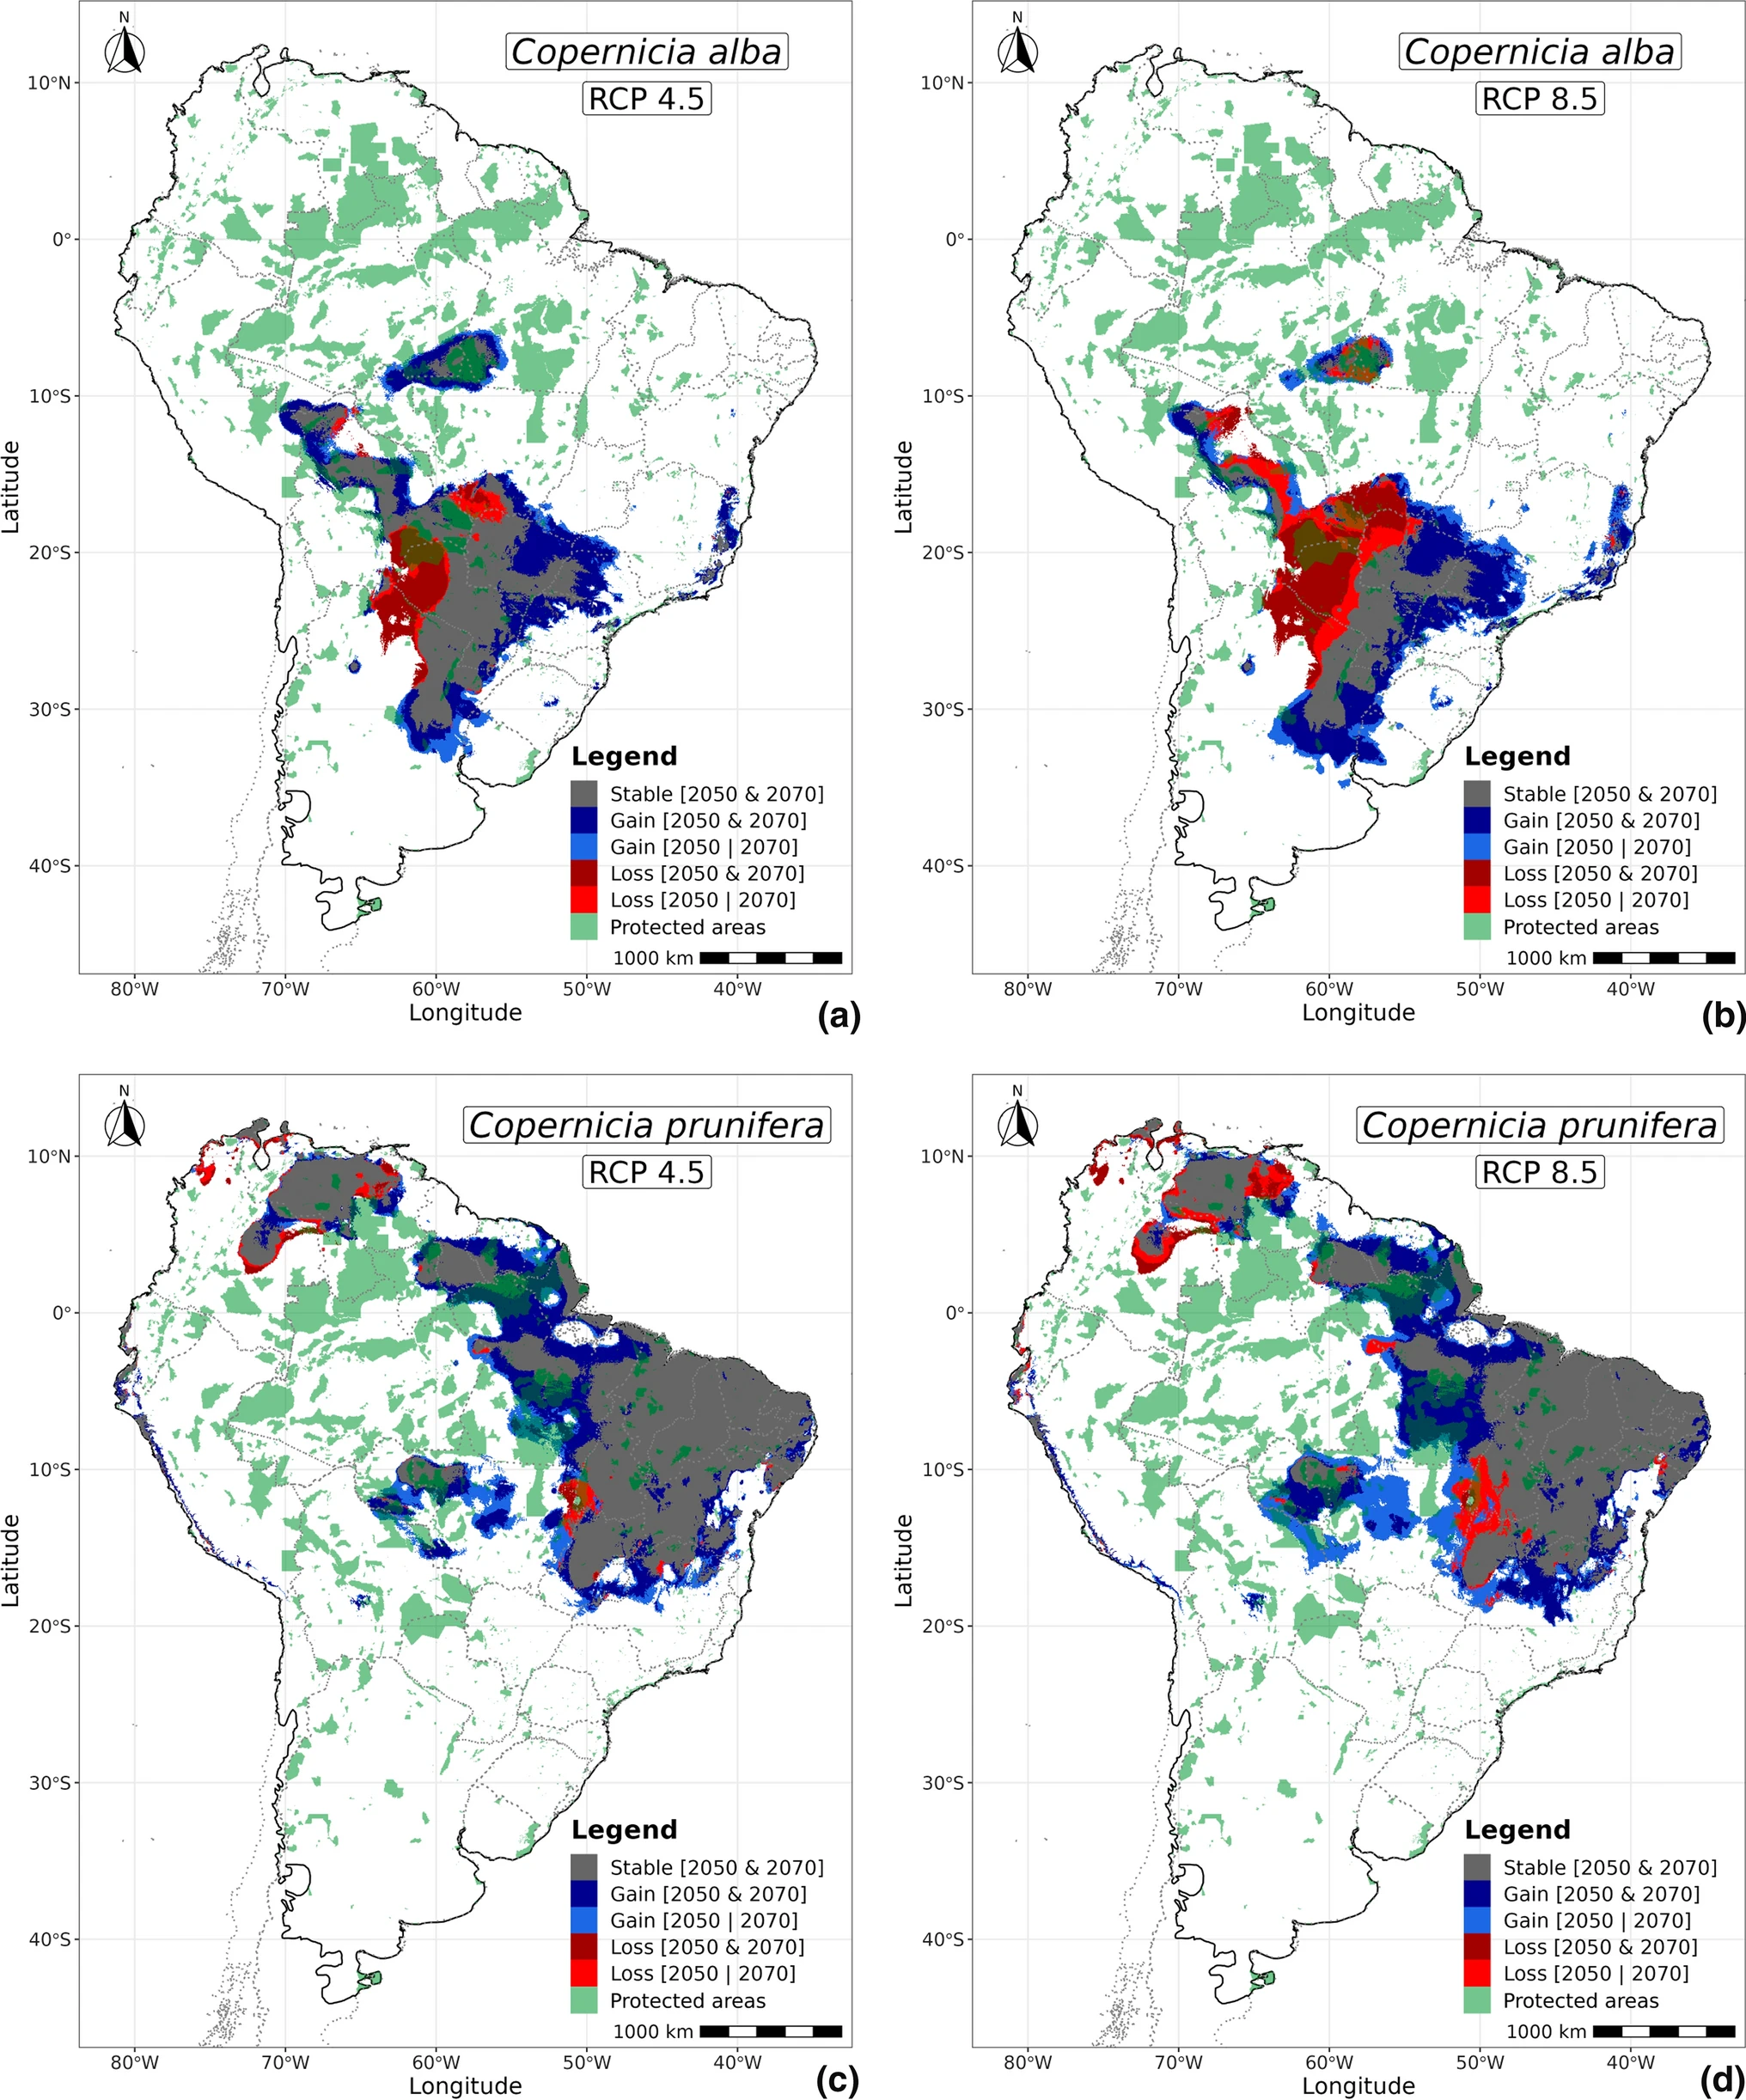 N
Copernicia alba
RCP 4.5
10°N
0°
10°S
20°S
30°S
40°S
Latitude
Legend
Stable [2050 & 2070]
Gain [2050 & 2070]
Gain [2050 | 2070]
Loss [2050 & 2070]
Loss [2050 | 2070]
Protected areas
1000 km
80°W 70°W 60°W 50°W 40°W
Longitude
(a)
N
Copernicia alba
RCP 8.5
10°N
0°
10°S
20°S
30°S
40°S
Latitude
Legend
Stable [2050 & 2070]
Gain [2050 & 2070]
Gain [2050 | 2070]
Loss [2050 & 2070]
Loss [2050 | 2070]
Protected areas
1000 km
80°W 70°W 60°W 50°W 40°W
Longitude
(b)
N
Copernicia prunifera
RCP 4.5
10°N
0°
10°S
20°S
30°S
40°S
Latitude
Legend
Stable [2050 & 2070]
Gain [2050 & 2070]
Gain [2050 | 2070]
Loss [2050 & 2070]
Loss [2050 | 2070]
Protected areas
1000 km
80°W 70°W 60°W 50°W 40°W
Longitude
(c)
N
Copernicia prunifera
RCP 8.5
10°N
0°
10°S
20°S
30°S
40°S
Latitude
Legend
Stable [2050 & 2070]
Gain [2050 & 2070]
Gain [2050 | 2070]
Loss [2050 & 2070]
Loss [2050 | 2070]
Protected areas
1000 km
80°W 70°W 60°W 50°W 40°W
Longitude
(d)